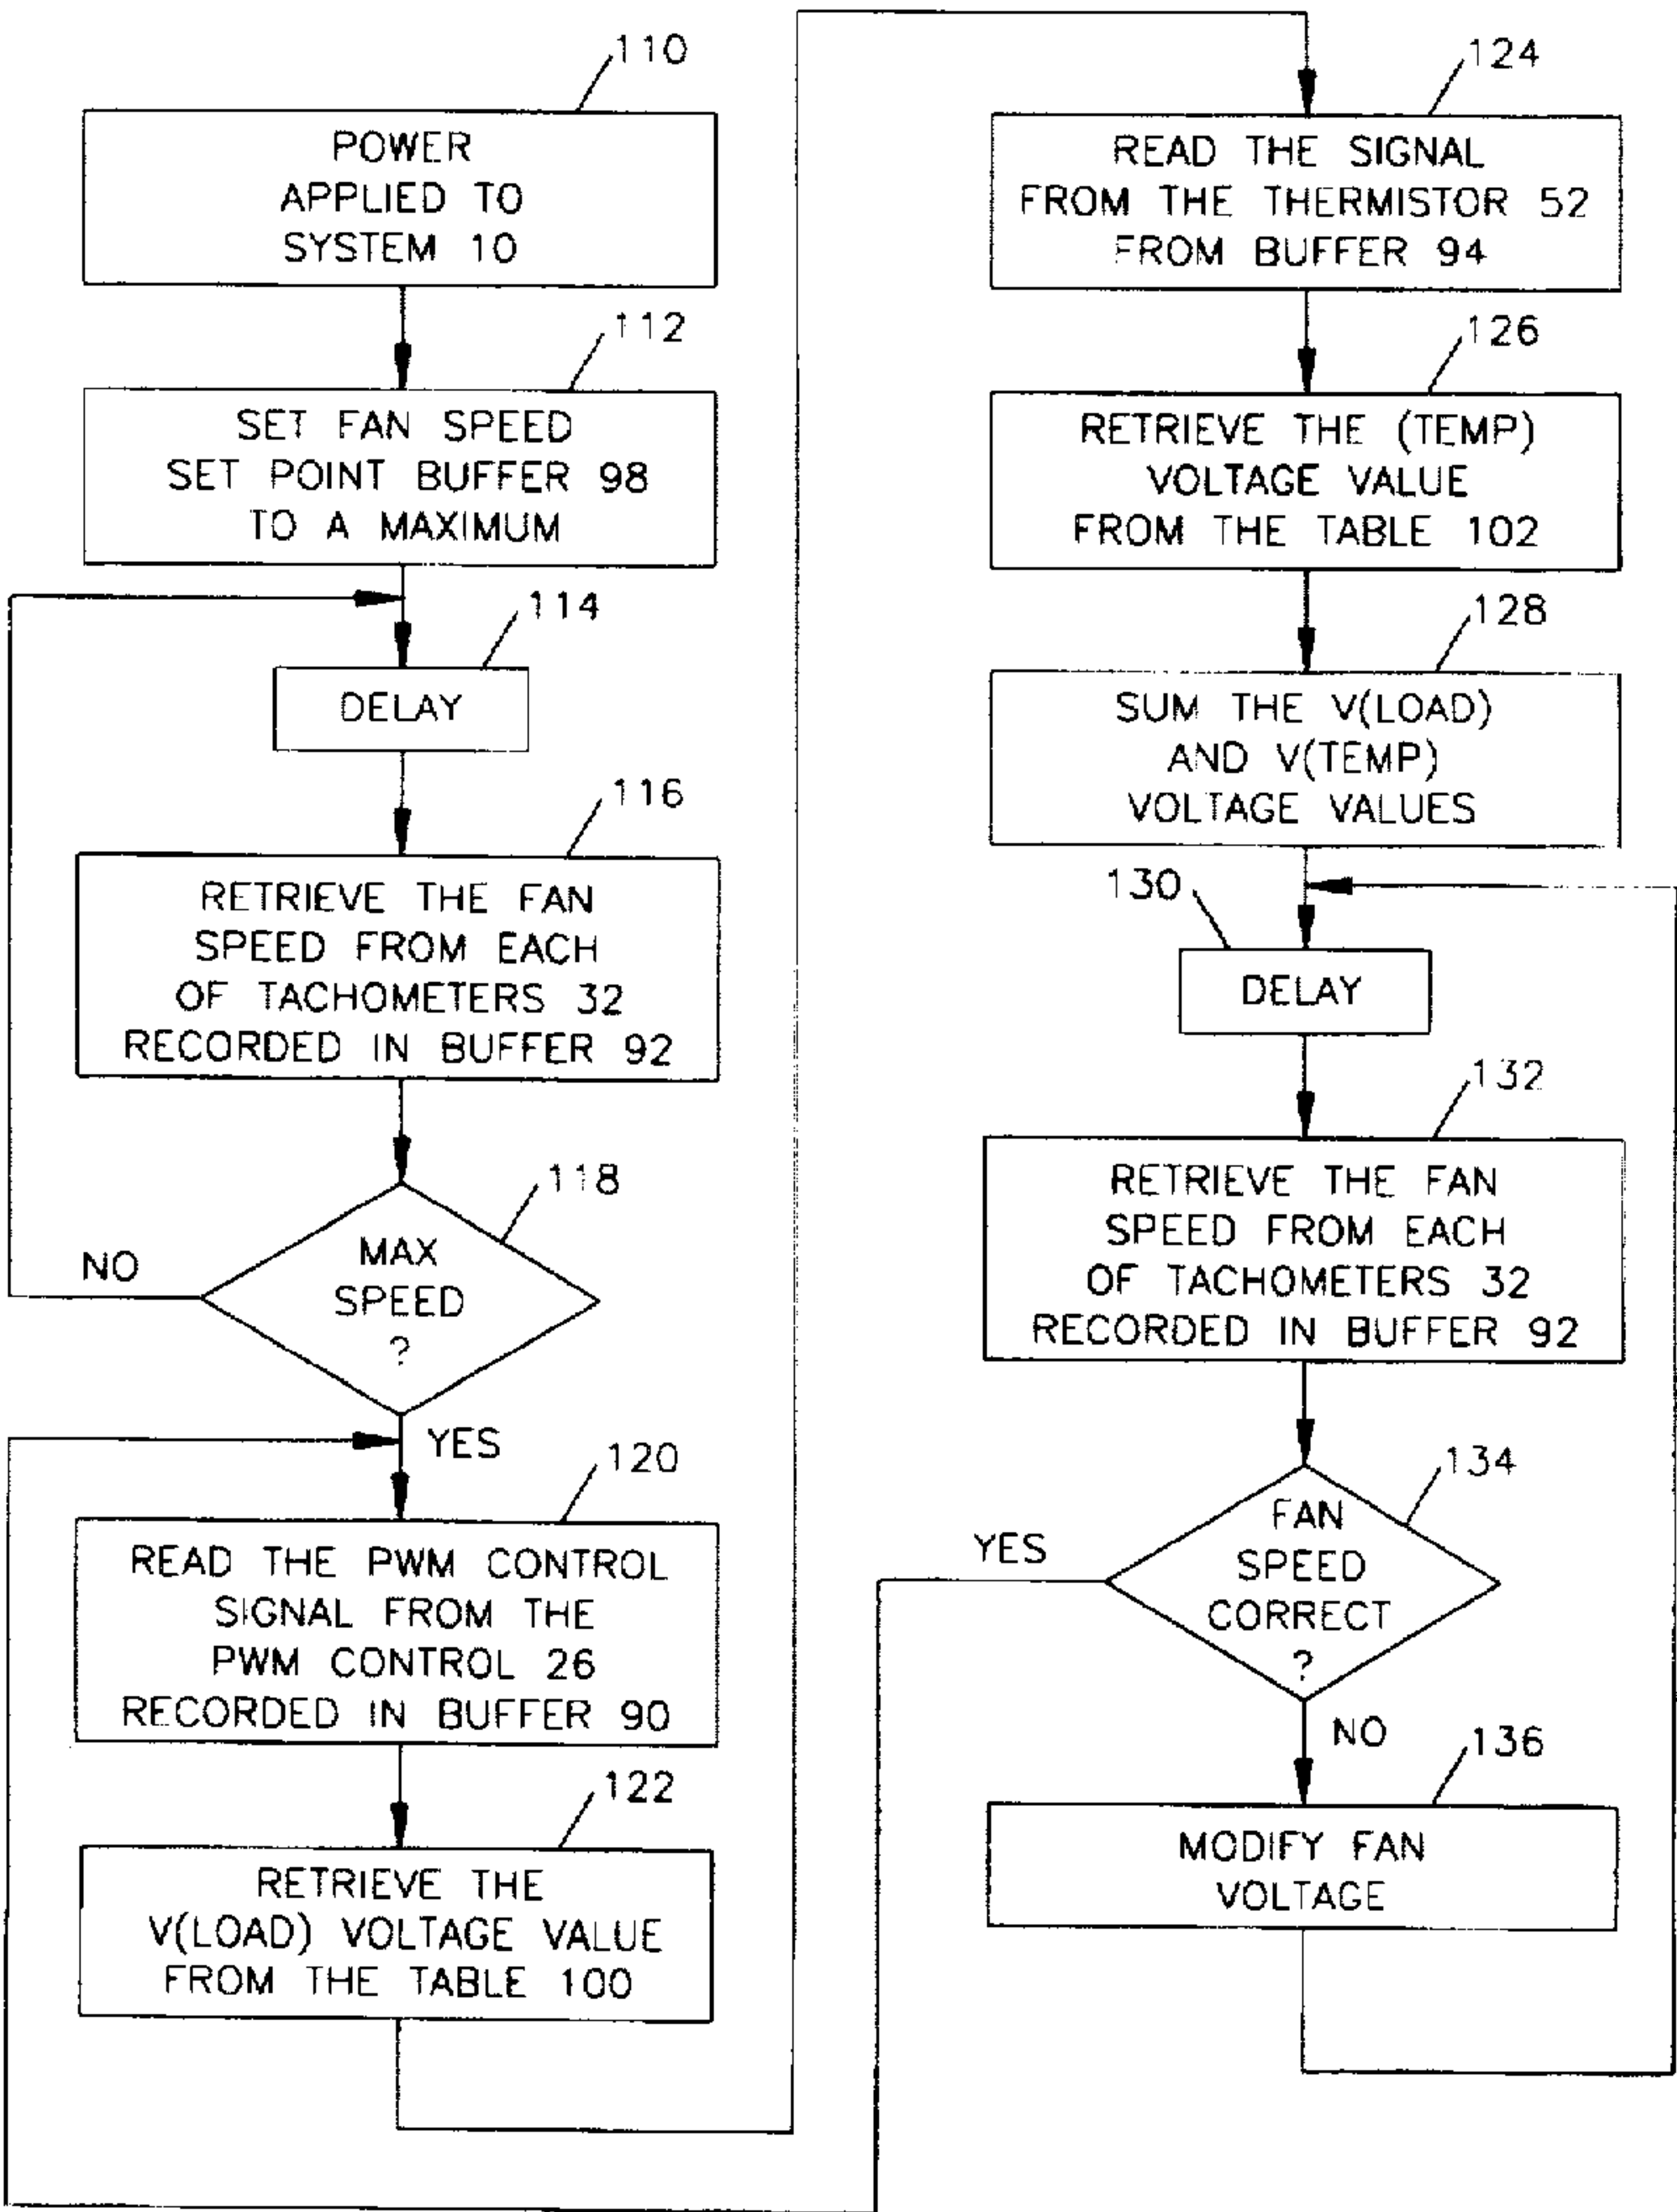 110
POWER
APPLIED TO
SYSTEM 10
112
SET FAN SPEED
SET POINT BUFFER 98
TO A MAXIMUM
114
DELAY
116
RETRIEVE THE FAN
SPEED FROM EACH
OF TACHOMETERS 32
RECORDED IN BUFFER 92
118
MAX
SPEED
?
NO
YES
120
READ THE PWM CONTROL
SIGNAL FROM THE
PWM CONTROL 26
RECORDED IN BUFFER 90
122
RETRIEVE THE
V(LOAD) VOLTAGE VALUE
FROM THE TABLE 100
124
READ THE SIGNAL
FROM THE THERMISTOR 52
FROM BUFFER 94
126
RETRIEVE THE (TEMP)
VOLTAGE VALUE
FROM THE TABLE 102
128
SUM THE V(LOAD)
AND V(TEMP)
VOLTAGE VALUES
130
DELAY
132
RETRIEVE THE FAN
SPEED FROM EACH
OF TACHOMETERS 32
RECORDED IN BUFFER 92
134
FAN
SPEED
CORRECT
?
YES
NO
136
MODIFY FAN
VOLTAGE